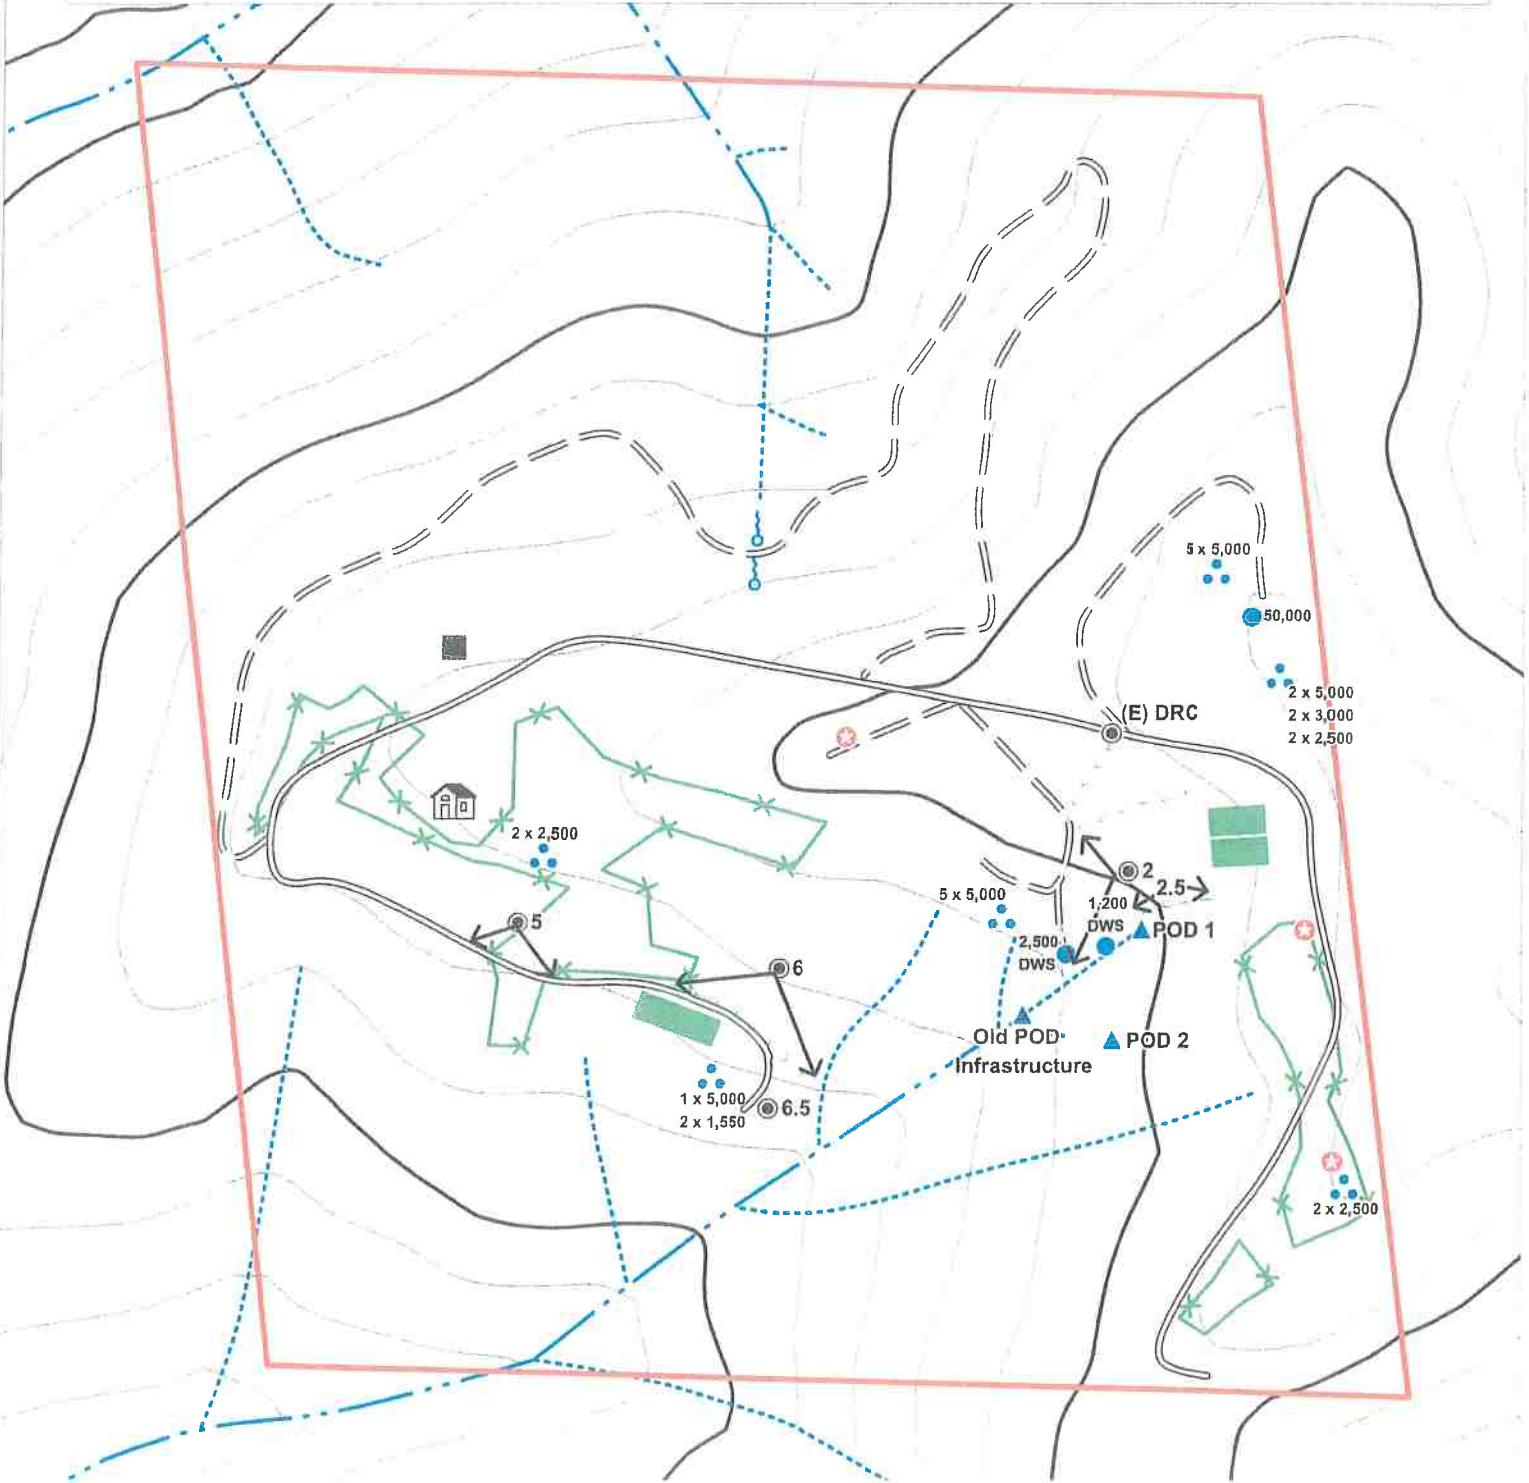 5 x 5,000
50,000
2 x 5,000
2 x 3,000
2 x 2,500
(E) DRC
2 x 2,500
2
2.5
5 x 5,000
1,200
DWS
POD 1
5
2,500
DWS
6
Old POD
Infrastructure
POD 2
1 x 5,000
2 x 1,550
6.5
2 x 2,500